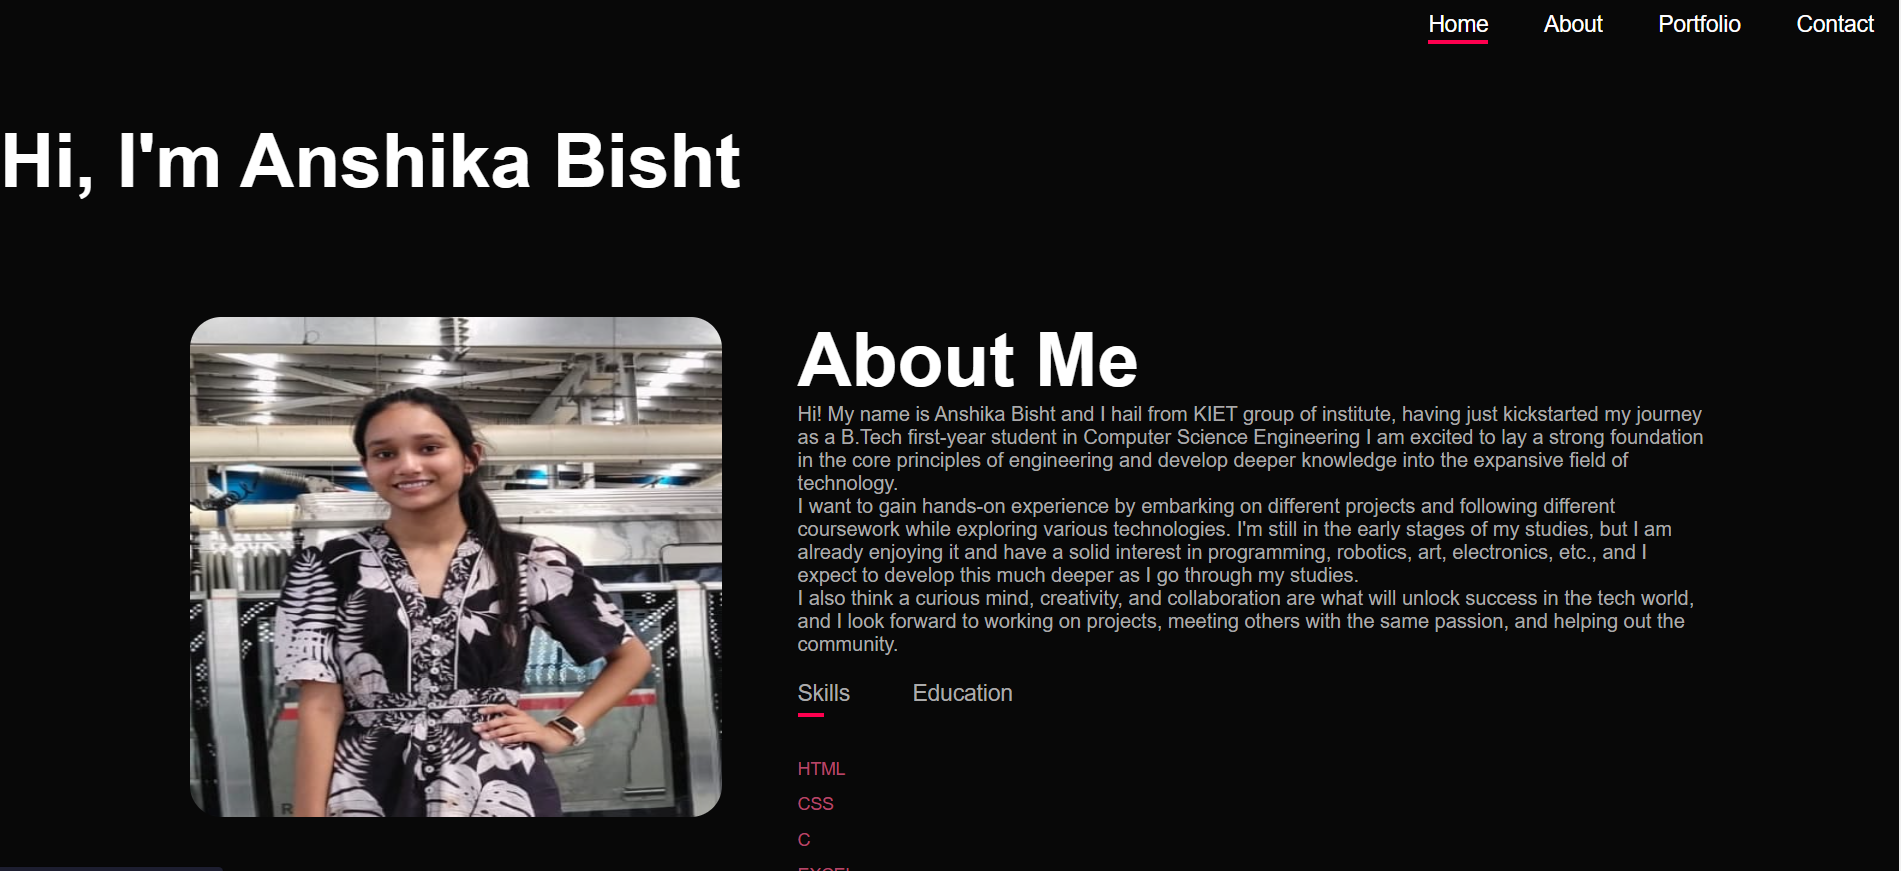 Home About Portfolio Contact
Hi, I'm Anshika Bisht
About Me
Hi! My name is Anshika Bisht and I hail from KIET group of institute, having just kickstarted my journey
as a B.Tech first-year student in Computer Science Engineering I am excited to lay a strong foundation
in the core principles of engineering and develop deeper knowledge into the expansive field of
technology.
I want to gain hands-on experience by embarking on different projects and following different
coursework while exploring various technologies. I'm still in the early stages of my studies, but I am
already enjoying it and have a solid interest in programming, robotics, art, electronics, etc., and I
expect to develop this much deeper as I go through my studies.
I also think a curious mind, creativity, and collaboration are what will unlock success in the tech world,
and I look forward to working on projects, meeting others with the same passion, and helping out the
community.
Skills Education
HTML
CSS
C
EXCEL
R